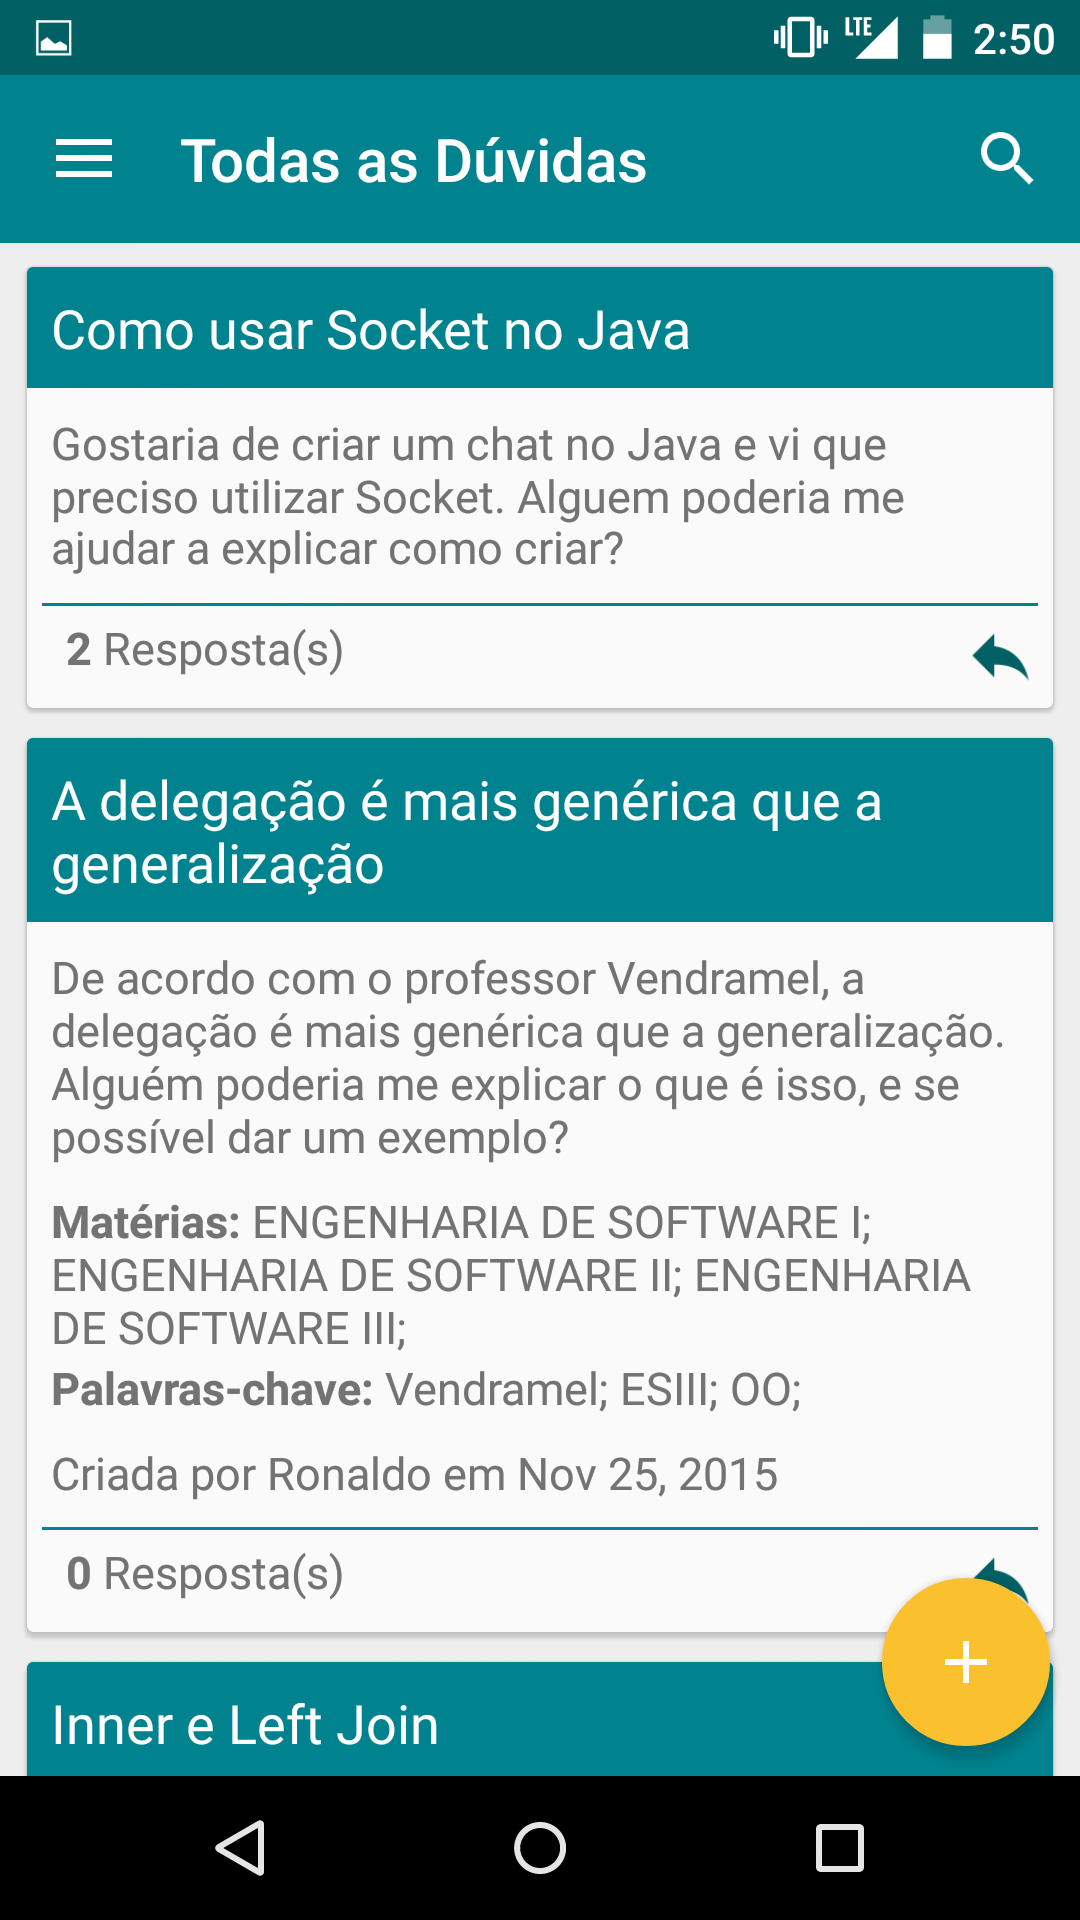 LTE 2:50
Todas as Dúvidas
Como usar Socket no Java
Gostaria de criar um chat no Java e vi que
preciso utilizar Socket. Alguem poderia me
ajudar a explicar como criar?
2 Resposta(s)
A delegação é mais genérica que a
generalização
De acordo com o professor Vendramel, a
delegação é mais genérica que a generalização.
Alguém poderia me explicar o que é isso, e se
possível dar um exemplo?
Matérias: ENGENHARIA DE SOFTWARE I;
ENGENHARIA DE SOFTWARE II; ENGENHARIA
DE SOFTWARE III;
Palavras-chave: Vendramel; ESIII; OO;
Criada por Ronaldo em Nov 25, 2015
0 Resposta(s)
Inner e Left Join